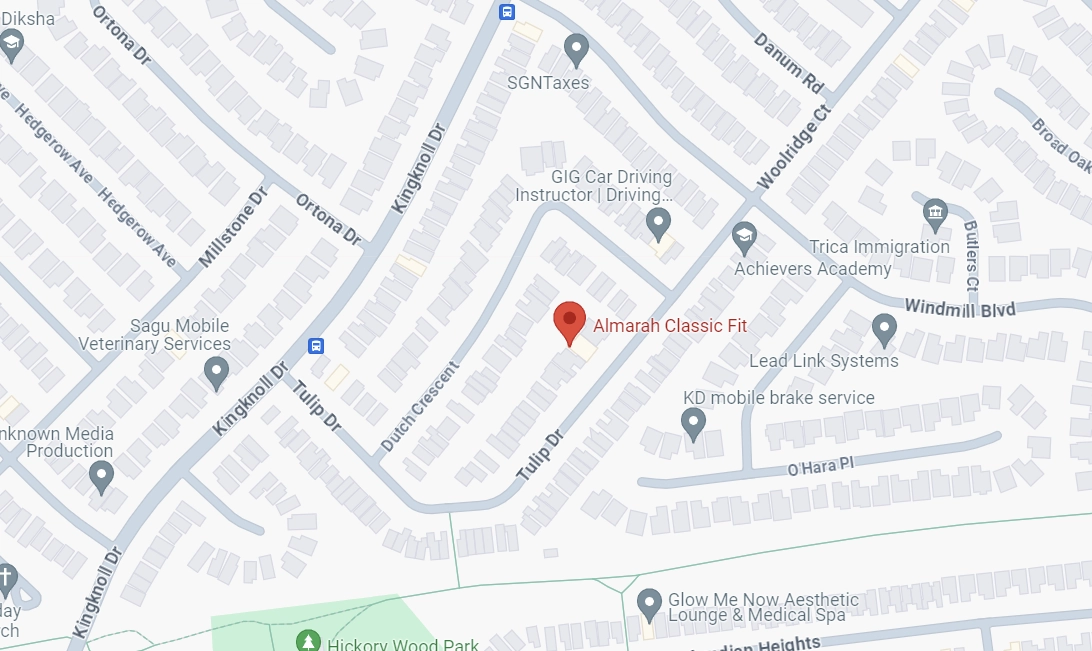 Diksha
Ortona Dr
SGNTaxes
Danum Rd
Woolridge Ct
Broad Oak
Hedgerow Ave
Hedgerow Ave
Kingknoll Dr
GIG Car Driving
Instructor | Driving...
Millstone Dr
Ortona Dr
Trica Immigration
Butlers Ct
Achievers Academy
Windmill Blvd
Sagu Mobile
Veterinary Services
Almarah Classic Fit
Lead Link Systems
Kingknoll Dr
Tulip Dr
Dutch Crescent
KD mobile brake service
nknown Media
Production
Tulip Dr
O'Hara Pl
Kingknoll Dr
Glow Me Now Aesthetic
Lounge & Medical Spa
Hickory Wood Park
Heights